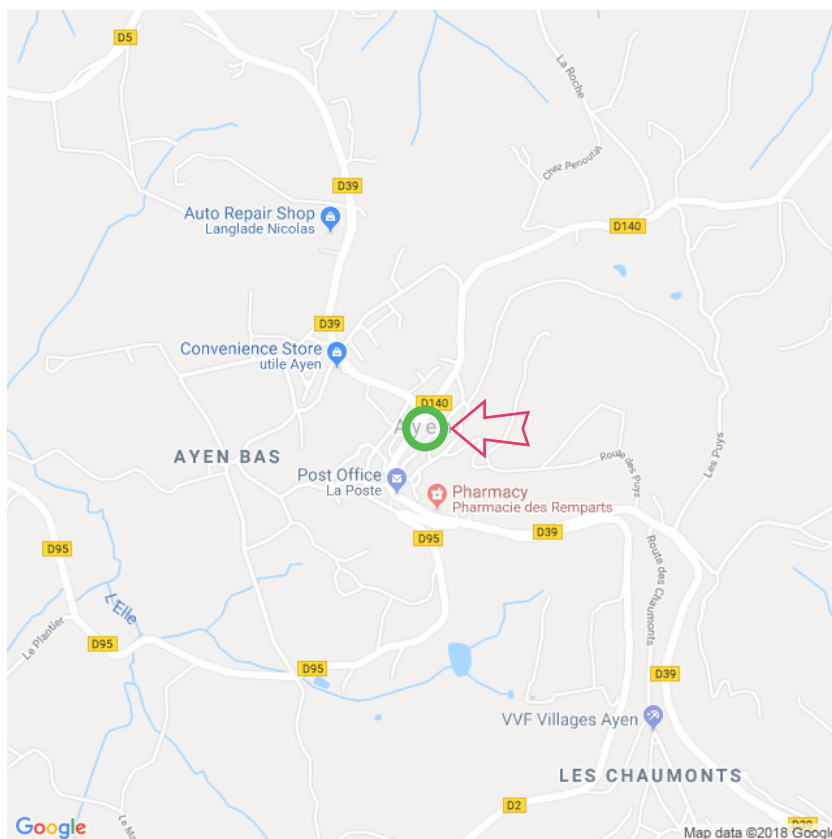 D5
La Roche
Chez Penoutal
D39
Auto Repair Shop
Langlade Nicolas
D140
D39
Convenience Store
utile Ayen
D140
AYEN BAS
Route des Puys
Les Puys
Post Office
La Poste
Pharmacy
Pharmacie des Remparts
D39
D95
D95
Route des Chaumonts
L'Elle
Le Plantier
D95
D95
D39
VVF Villages Ayen
LES CHAUMONTS
D2
Google
Map data ©2018 Google